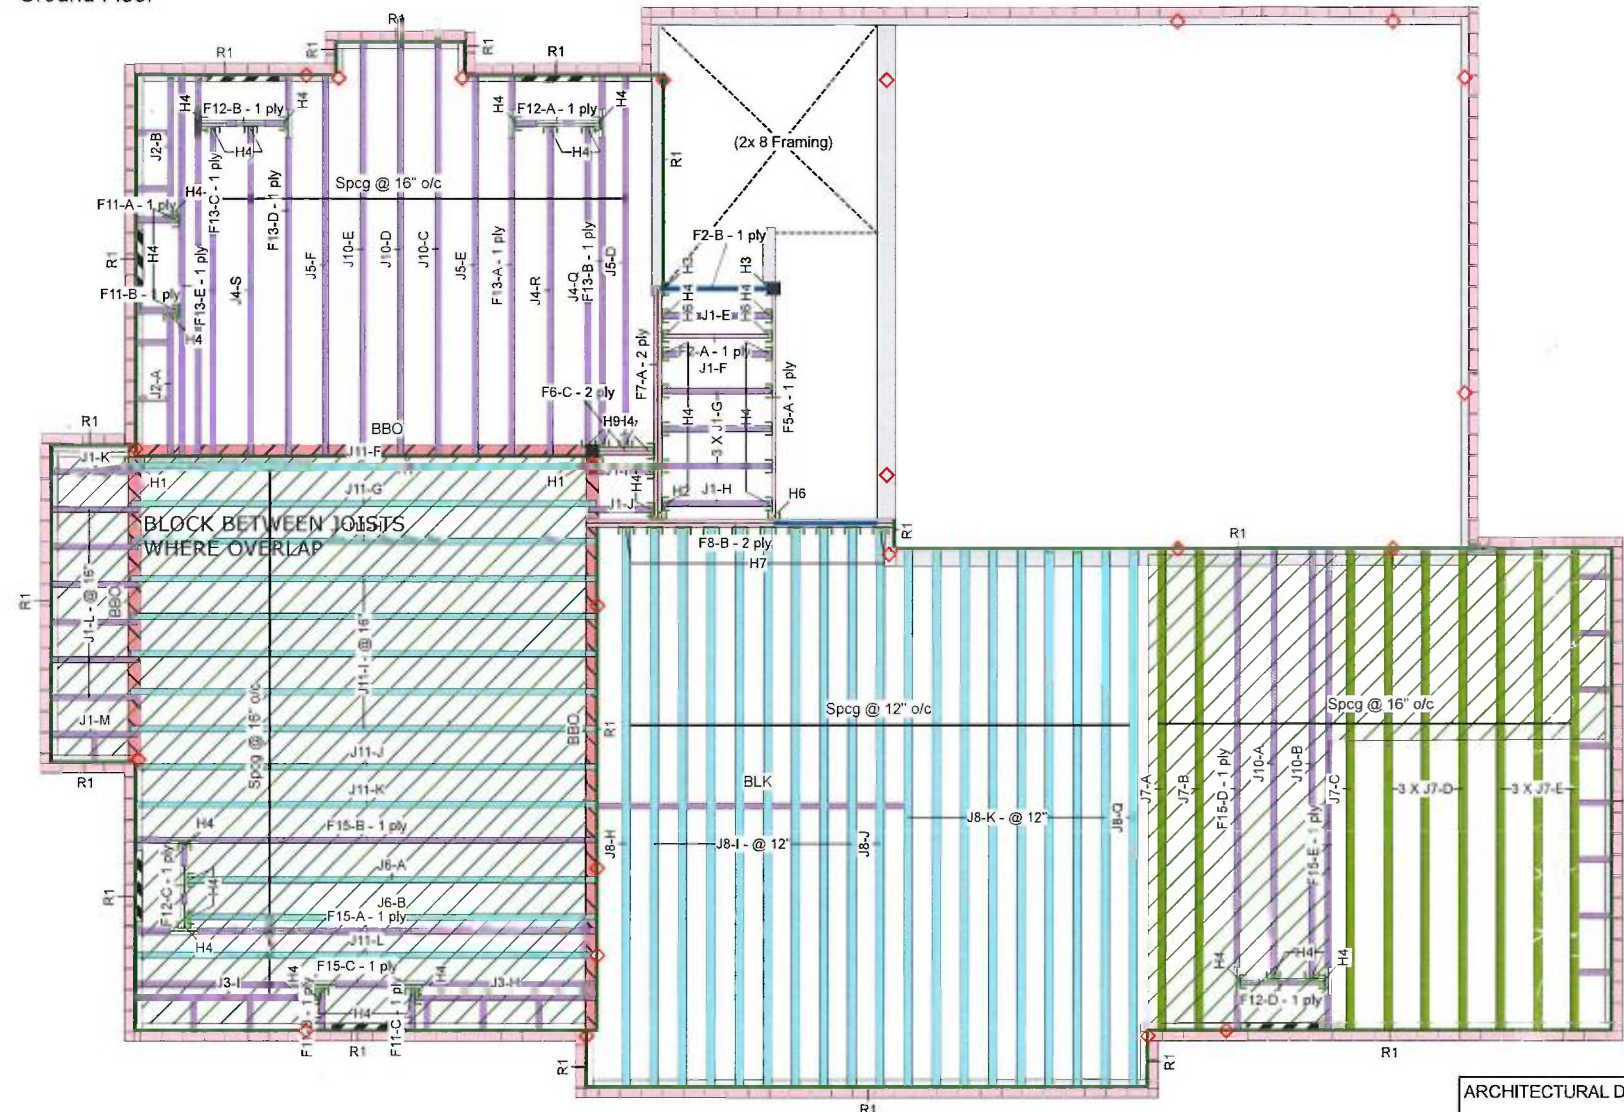 Ground Floor
R1
R1
R1
R1
R1
H4
F12-B - 1 ply
H4
H4
F12-A - 1 ply
H4
(2x 8 Framing)
J2-B
H4
H4
R1
F13-C - 1 ply
Spcg @ 16" o/c
F11-A - 1 ply
H4
F13-D - 1 ply
F2-B - 1 ply
R1
H4
F13-E - 1 ply
J4-S
J5-F
J10-E
J10-D
J10-C
J5-E
F13-A - 1 ply
J4-R
J4-Q
F13-B - 1 ply
J5-D
H3
H3
F11-B - 1 ply
H4
H4
H4
H6
J1-E
H6
F2-A - 1 ply
J1-F
F7-A - 2 ply
F5-A - 1 ply
J2-A
F6-C - 2 ply
H4
3 X J1-G
H4
R1
BBO
H9
H4
J1-K
J11-F
H1
J11-G
H1
H4
J1-J
H2
J1-H
H6
BLOCK BETWEEN JOISTS
WHERE OVERLAP
F8-B - 2 ply
H7
R1
R1
R1
J1-L - @ 16"
BBO
J11-I - @ 16"
Spcg @ 16" o/c
J1-M
BBO
R1
Spcg @ 12" o/c
Spcg @ 16" o/c
R1
J11-J
J11-K
BLK
J7-A
J7-B
F15-D - 1 ply
J10-A
J10-B
J7-C
3 X J7-D
3 X J7-E
H4
F15-B - 1 ply
J8-H
J8-I - @ 12"
J8-J
J8-K - @ 12"
J8-Q
F15-E - 1 ply
R1
F12-C - 1 ply
H4
J6-A
J6-B
F15-A - 1 ply
H4
J11-L
F15-C - 1 ply
J3-I
H4
H4
J3-H
H4
H4
H4
F12-D - 1 ply
F11-B - 1 ply
H4
F11-C - 1 ply
R1
R1
R1
R1
R1
ARCHITECTURAL D